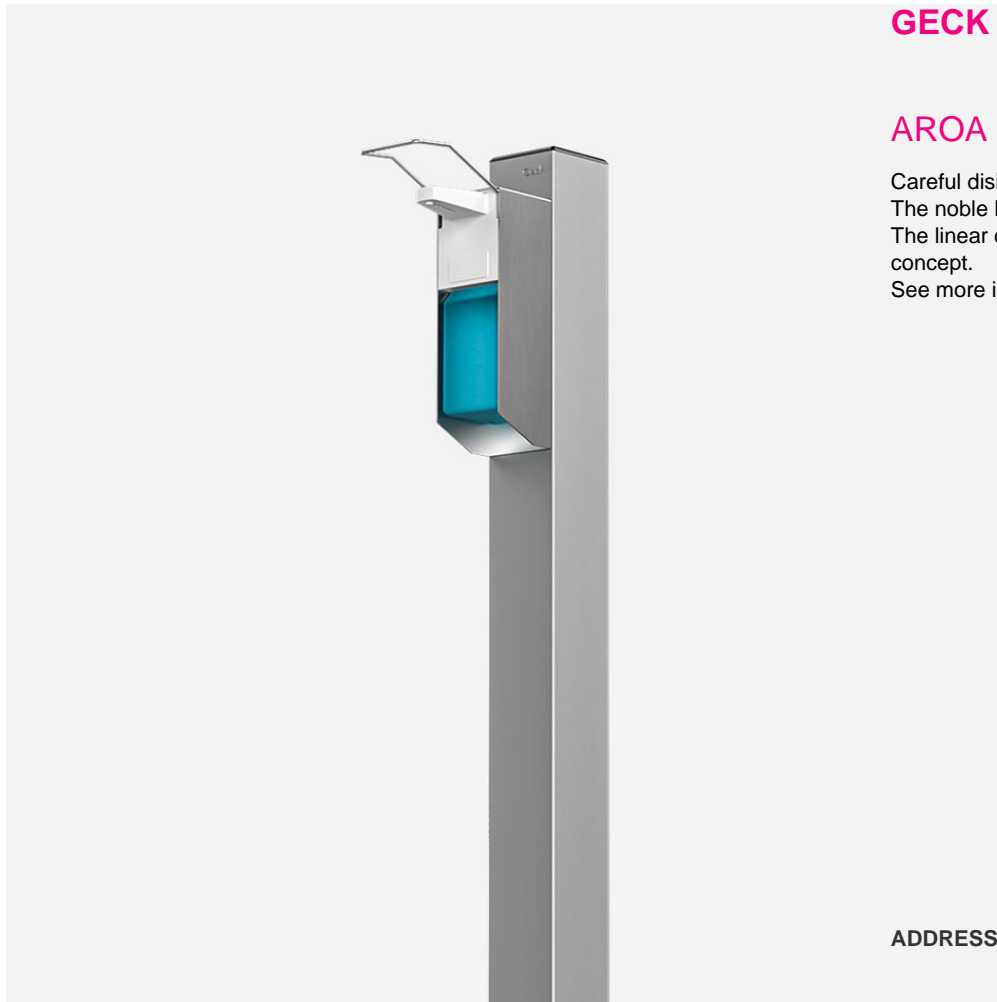 GECK
AROA
Careful disi
The noble l
The linear c
concept.
See more i
ADDRESS